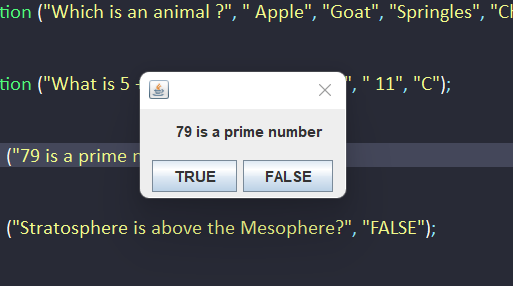 tion ("Which is an animal ?", " Apple", "Goat", "Springles", "Ch
tion ("What is 5 - ", " 11", "C");
79 is a prime number
("79 is a prime n
TRUE FALSE
("Stratosphere is above the Mesophere?", "FALSE");